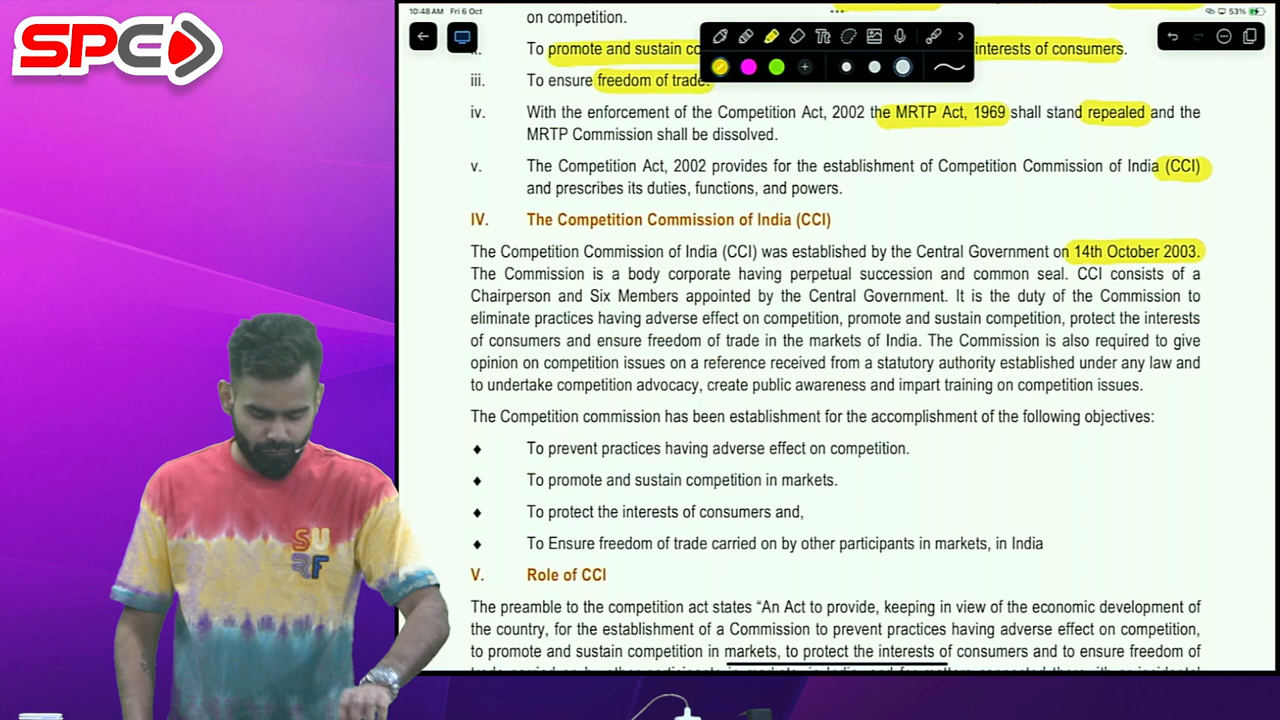 SPC
10:48 AM Fri 6 Oct
53%
on competition.
To promote and sustain co interests of consumers.
iii. To ensure freedom of trade.
iv. With the enforcement of the Competition Act, 2002 the MRTP Act, 1969 shall stand repealed and the
MRTP Commission shall be dissolved.
v. The Competition Act, 2002 provides for the establishment of Competition Commission of India (CCI)
and prescribes its duties, functions, and powers.
IV. The Competition Commission of India (CCI)
The Competition Commission of India (CCI) was established by the Central Government on 14th October 2003.
The Commission is a body corporate having perpetual succession and common seal. CCI consists of a
Chairperson and Six Members appointed by the Central Government. It is the duty of the Commission to
eliminate practices having adverse effect on competition, promote and sustain competition, protect the interests
of consumers and ensure freedom of trade in the markets of India. The Commission is also required to give
opinion on competition issues on a reference received from a statutory authority established under any law and
to undertake competition advocacy, create public awareness and impart training on competition issues.
The Competition commission has been establishment for the accomplishment of the following objectives:
♦ To prevent practices having adverse effect on competition.
♦ To promote and sustain competition in markets.
♦ To protect the interests of consumers and,
♦ To Ensure freedom of trade carried on by other participants in markets, in India
V. Role of CCI
The preamble to the competition act states “An Act to provide, keeping in view of the economic development of
the country, for the establishment of a Commission to prevent practices having adverse effect on competition,
to promote and sustain competition in markets, to protect the interests of consumers and to ensure freedom of
SU
RF